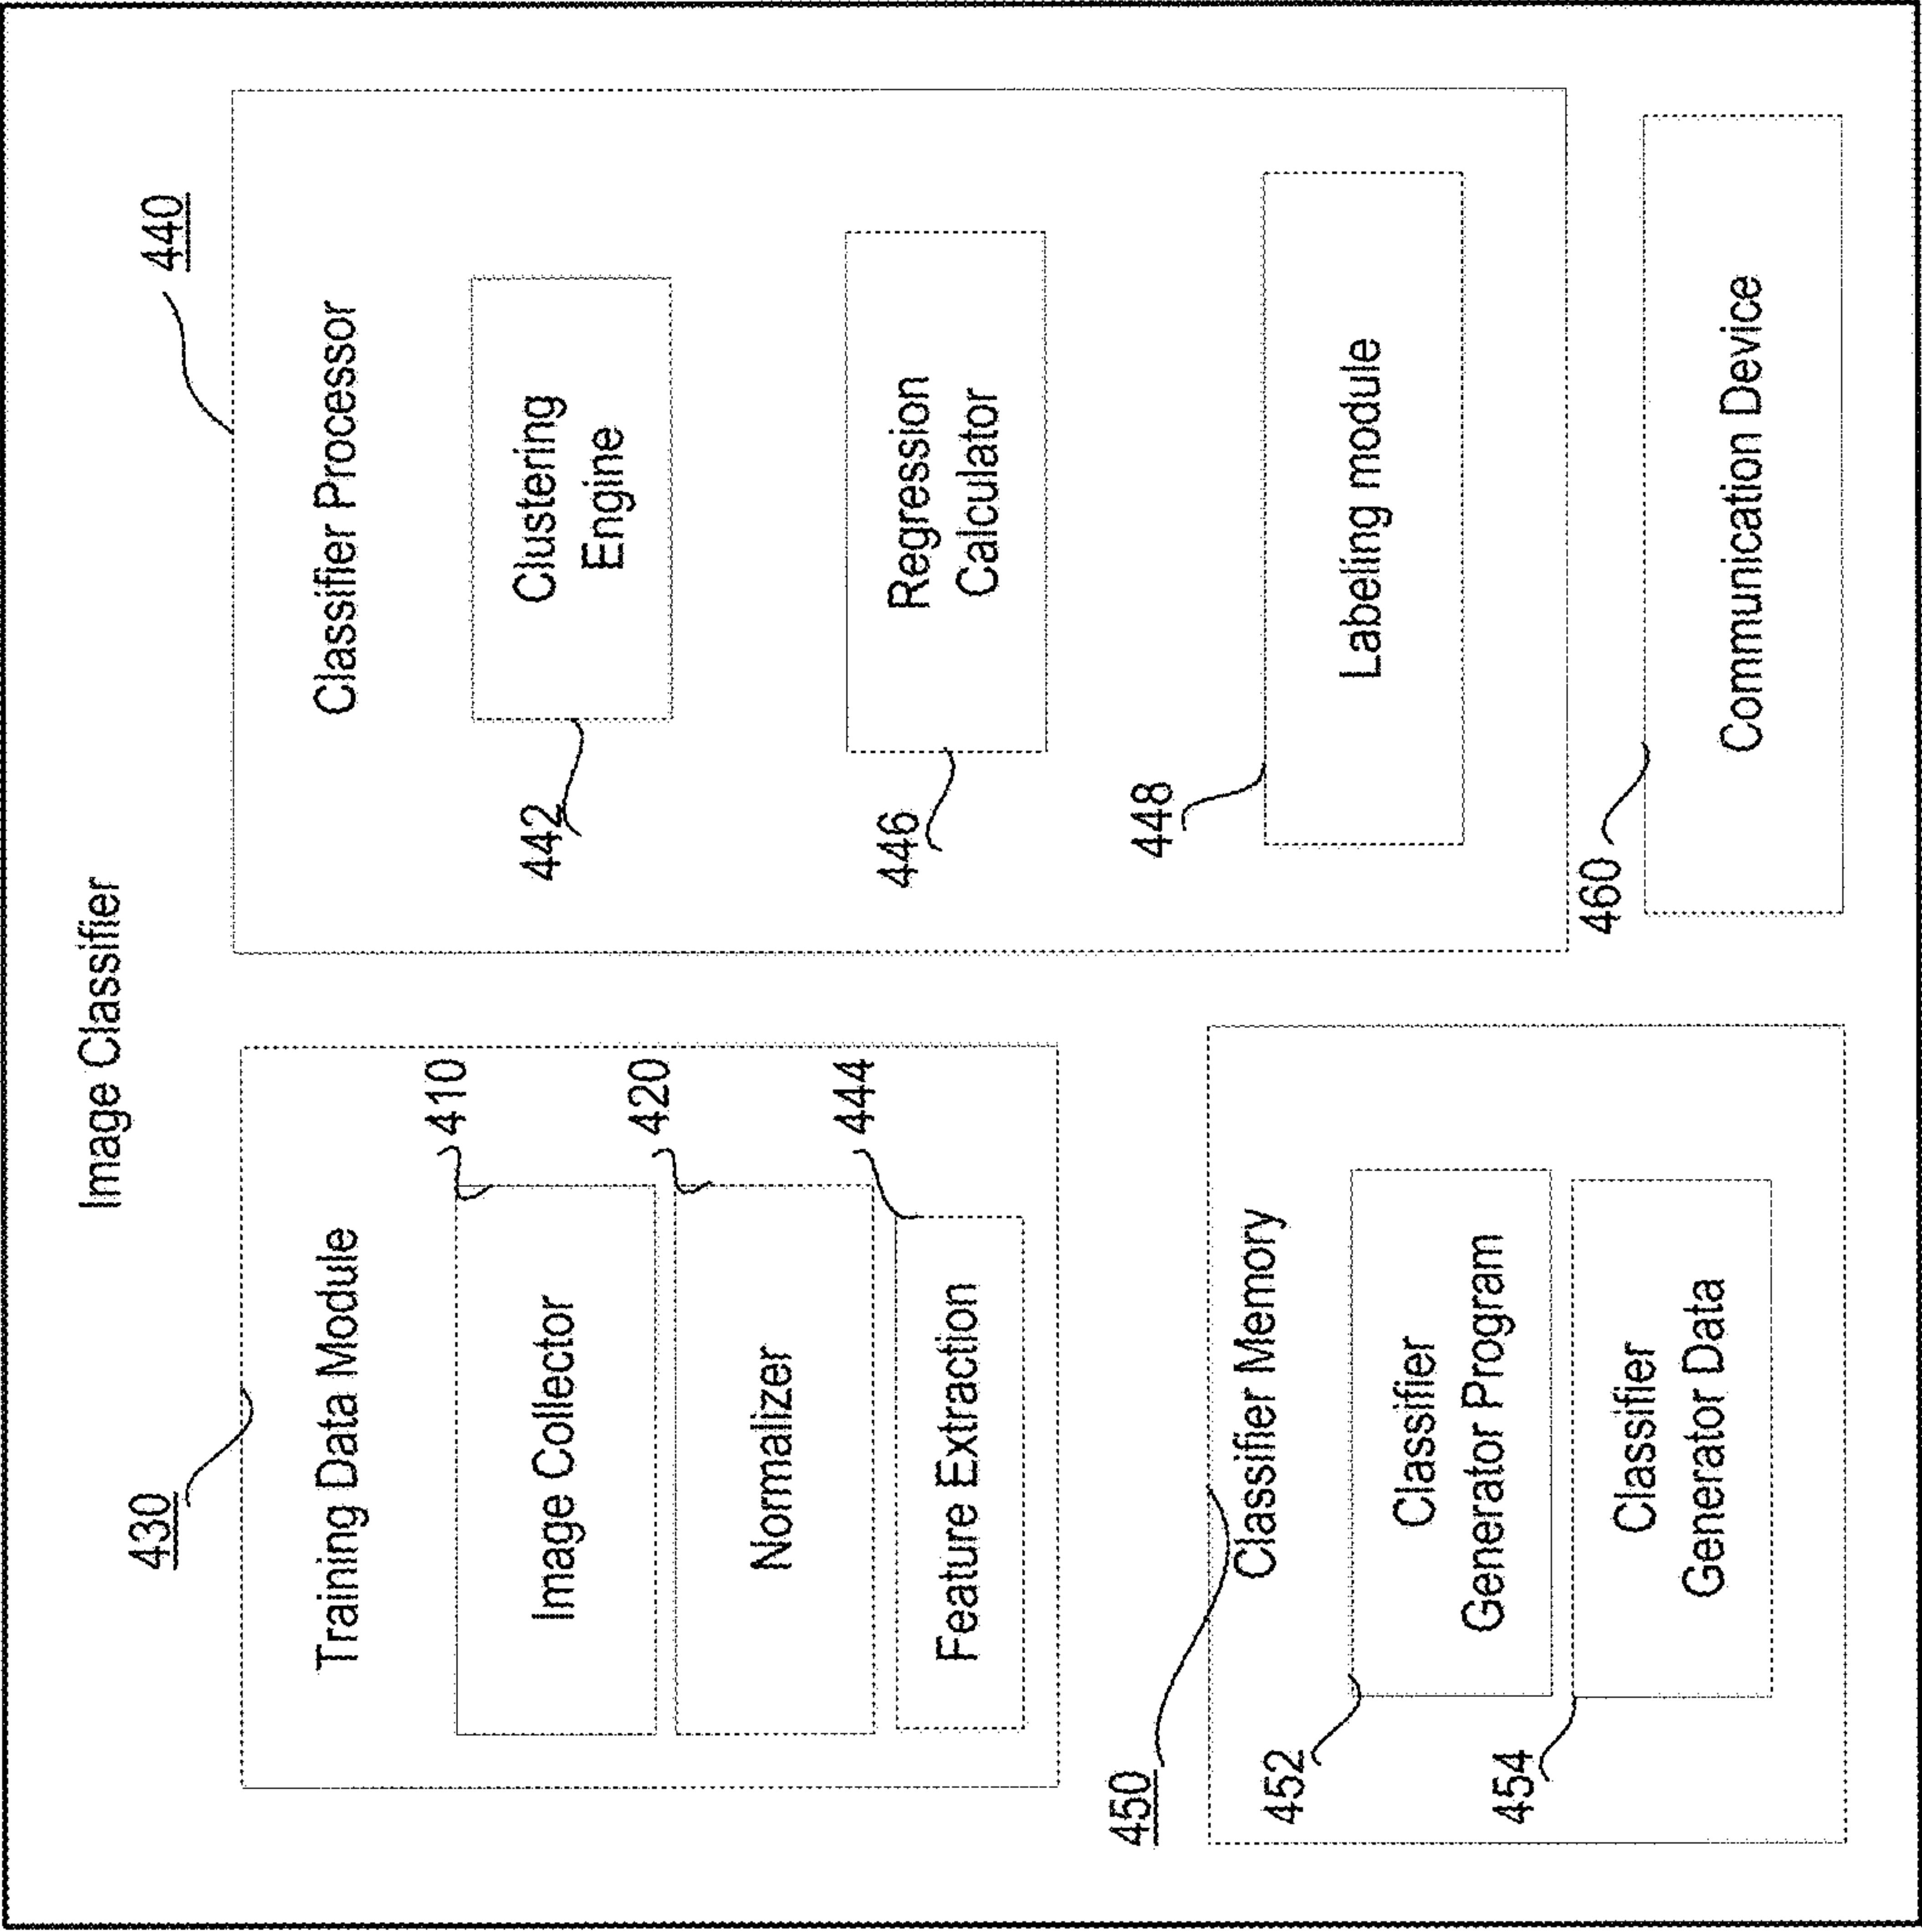 Image Classifier
430
Training Data Module
410
Image Collector
420
Normalizer
444
Feature Extraction
440
Classifier Processor
442
Clustering
Engine
446
Regression
Calculator
448
Labeling module
450
Classifier Memory
452
Classifier
Generator Program
454
Classifier
Generator Data
460
Communication Device